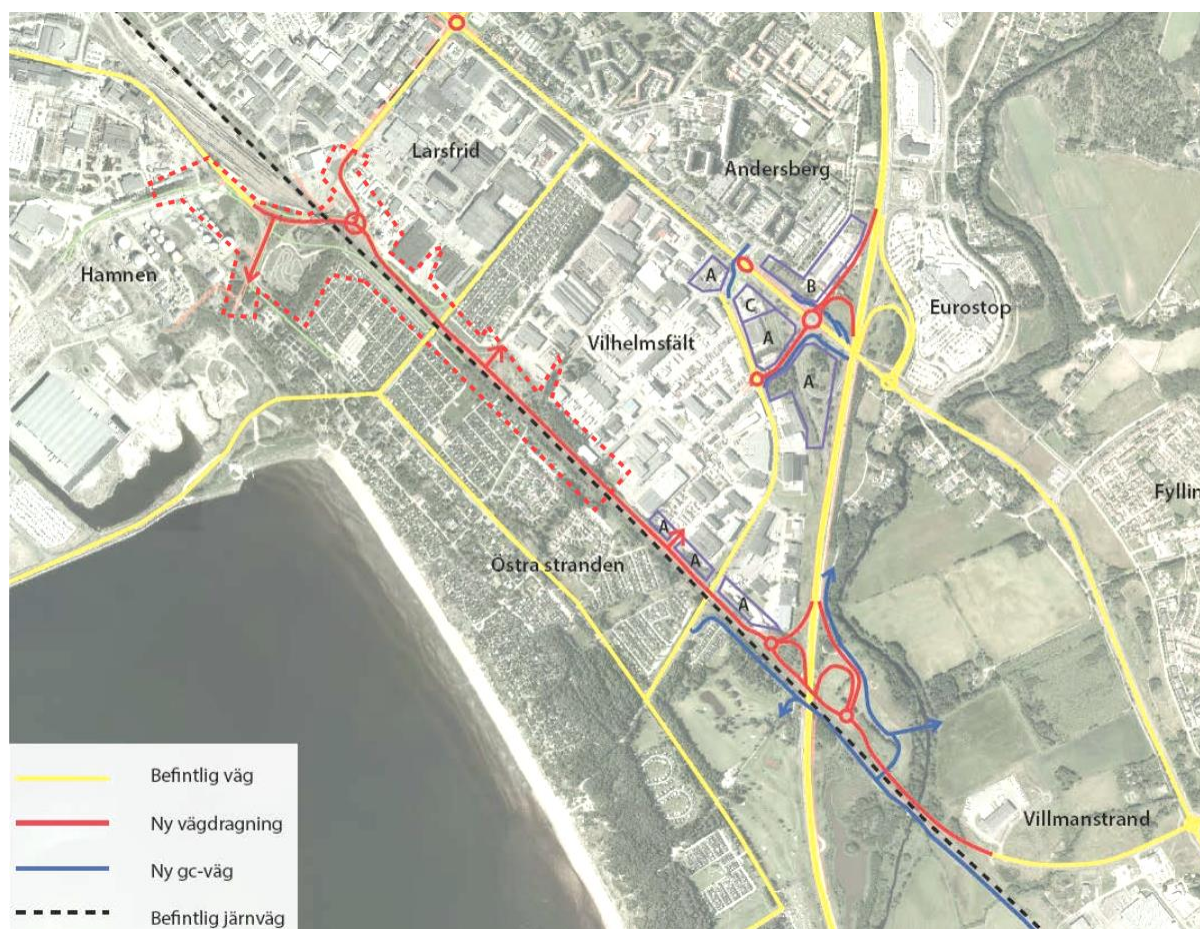 Larsfrid
Andersberg
Hamnen
A
B
C
Eurostop
A
Vilhelmsfält
A
Fyllin
A
Östra stranden
A
A
Befintlig väg
Ny vägdragning
Villmanstrand
Ny gc-väg
Befintlig järnväg